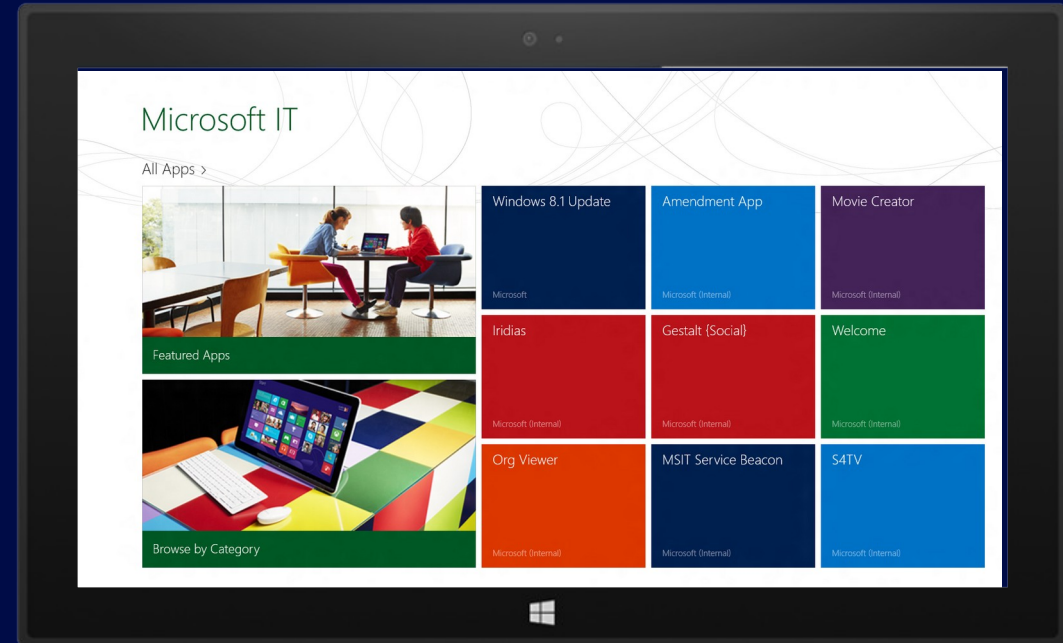 Microsoft IT
All Apps >
Featured Apps
Browse by Category
Windows 8.1 Update
Microsoft
Amendment App
Microsoft (Internal)
Movie Creator
Microsoft (Internal)
Iridias
Microsoft (Internal)
Gestalt {Social}
Microsoft (Internal)
Welcome
Microsoft (Internal)
Org Viewer
Microsoft (Internal)
MSIT Service Beacon
Microsoft (Internal)
S4TV
Microsoft (Internal)